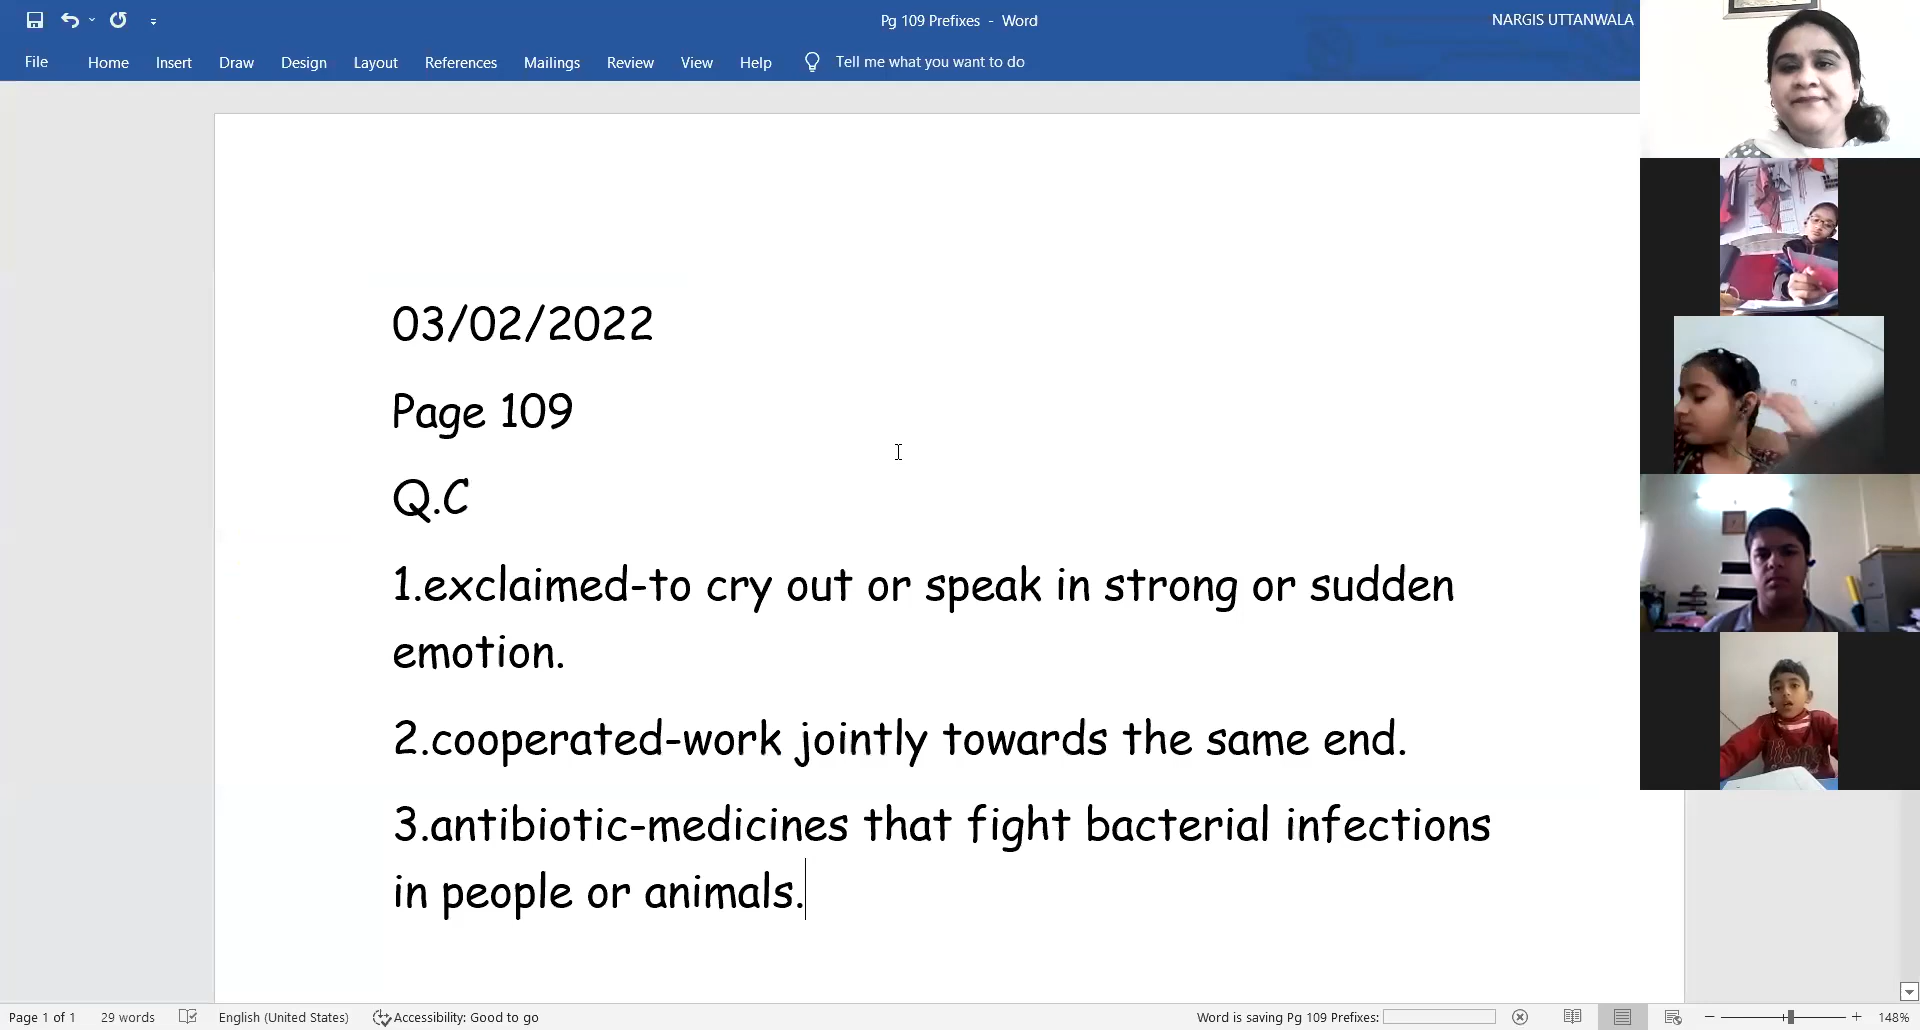 Pg 109 Prefixes - Word
NARGIS UTTANWALA
File Home Insert Draw Design Layout References Mailings Review View Help Tell me what you want to do
03/02/2022
Page 109
Q.C
1.exclaimed-to cry out or speak in strong or sudden
emotion.
2.cooperated-work jointly towards the same end.
3.antibiotic-medicines that fight bacterial infections
in people or animals.
Page 1 of 1 29 words English (United States) Accessibility: Good to go Word is saving Pg 109 Prefixes: 148%